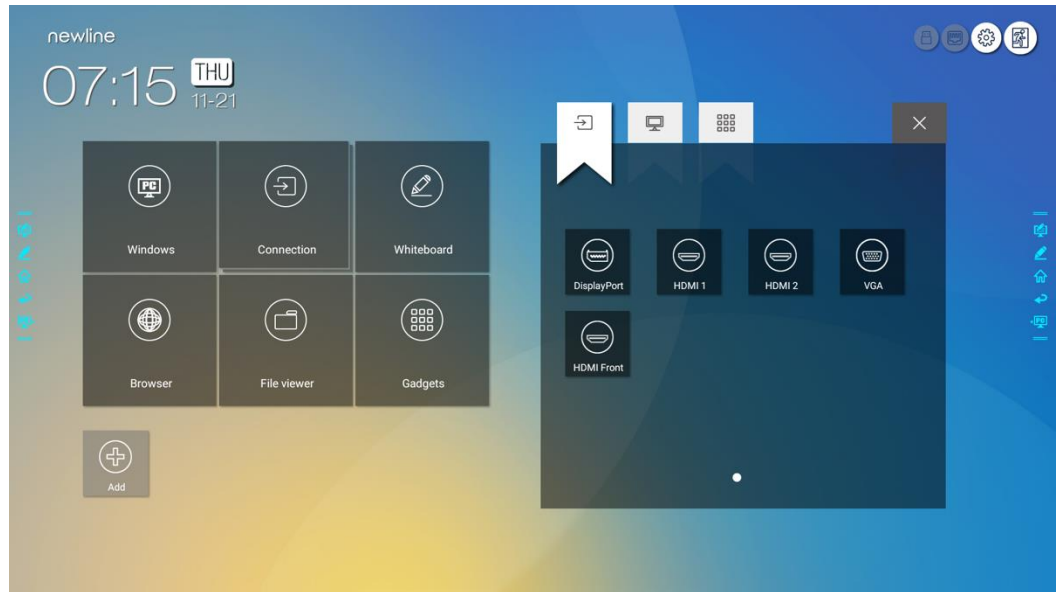 newline
07:15
THU
11-21
PC
Windows
Connection
Whiteboard
Browser
File viewer
Gadgets
Add
DisplayPort
HDMI 1
HDMI 2
VGA
HDMI Front
PC